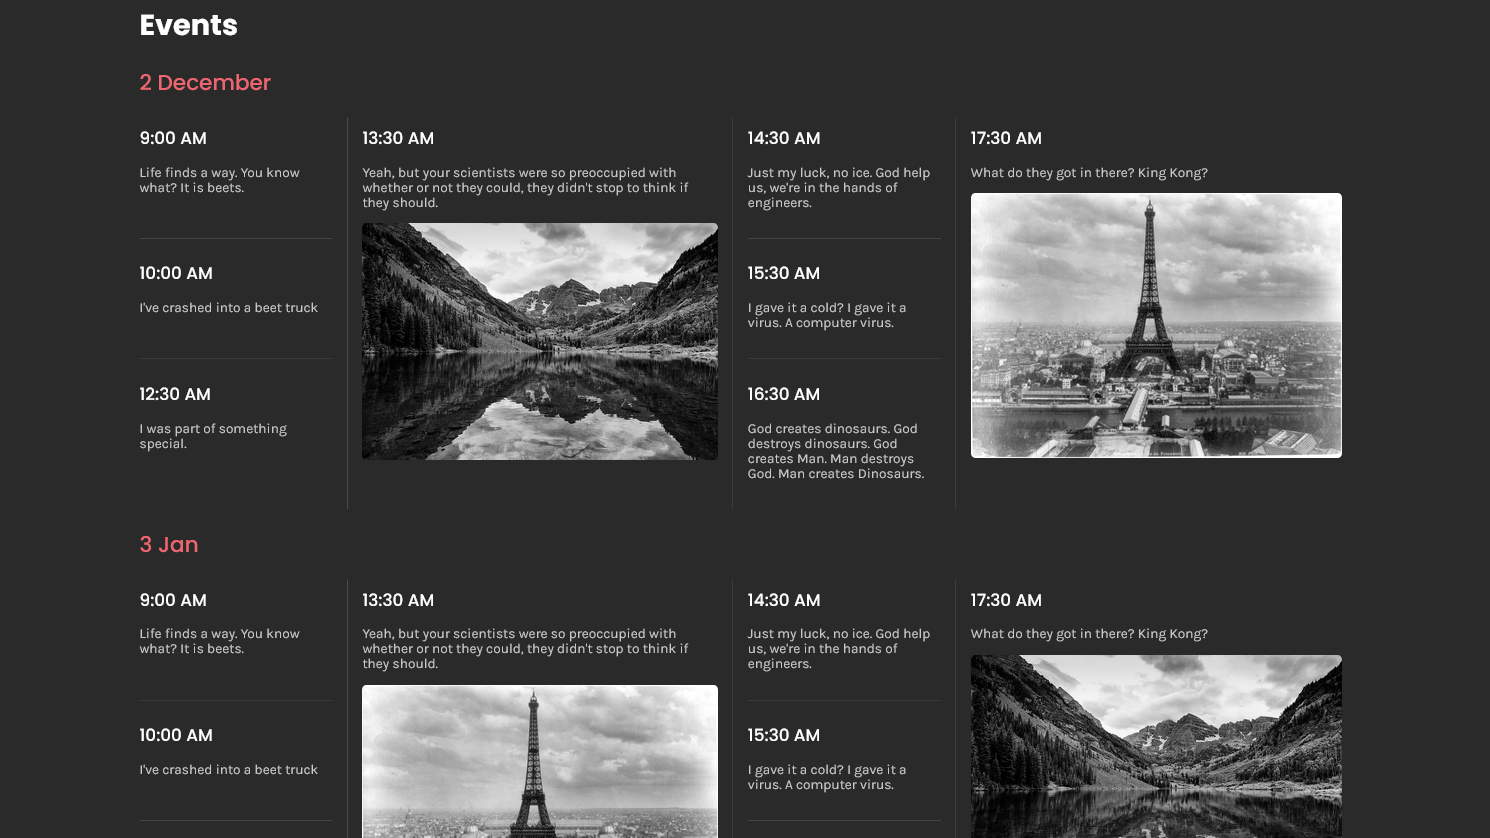 Events
2 December
9:00 AM
Life finds a way. You know
what? It is beets.
10:00 AM
I've crashed into a beet truck
12:30 AM
I was part of something
special.
13:30 AM
Yeah, but your scientists were so preoccupied with
whether or not they could, they didn't stop to think if
they should.
14:30 AM
Just my luck, no ice. God help
us, we're in the hands of
engineers.
15:30 AM
I gave it a cold? I gave it a
virus. A computer virus.
16:30 AM
God creates dinosaurs. God
destroys dinosaurs. God
creates Man. Man destroys
God. Man creates Dinosaurs.
17:30 AM
What do they got in there? King Kong?
3 Jan
9:00 AM
Life finds a way. You know
what? It is beets.
10:00 AM
I've crashed into a beet truck
13:30 AM
Yeah, but your scientists were so preoccupied with
whether or not they could, they didn't stop to think if
they should.
14:30 AM
Just my luck, no ice. God help
us, we're in the hands of
engineers.
15:30 AM
I gave it a cold? I gave it a
virus. A computer virus.
17:30 AM
What do they got in there? King Kong?